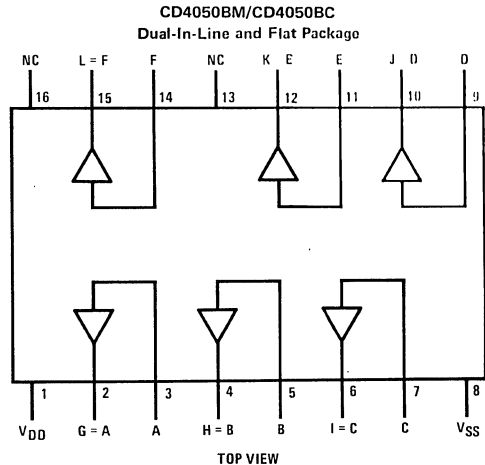 CD4050BM/CD4050BC
Dual-In-Line and Flat Package
NC L = F F NC K E E J D D
16 15 14 13 12 11 10 9
1 2 3 4 5 6 7 8
VDD G = A A H = B B I = C C VSS
TOP VIEW